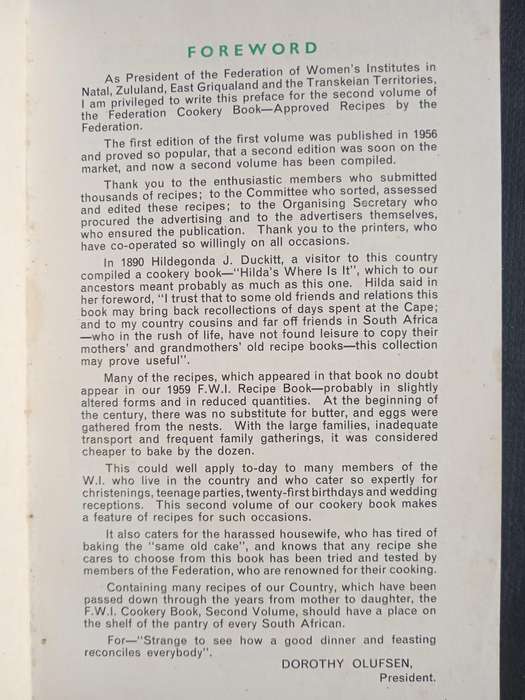 FOREWORD
As President of the Federation of Women's Institutes in
Natal, Zululand, East Griqualand and the Transkeian Territories,
I am privileged to write this preface for the second volume of
the Federation Cookery Book—Approved Recipes by the
Federation.
The first edition of the first volume was published in 1956
and proved so popular, that a second edition was soon on the
market, and now a second volume has been compiled.
Thank you to the enthusiastic members who submitted
thousands of recipes; to the Committee who sorted, assessed
and edited these recipes; to the Organising Secretary who
procured the advertising and to the advertisers themselves,
who ensured the publication. Thank you to the printers, who
have co-operated so willingly on all occasions.
In 1890 Hildegonda J. Duckitt, a visitor to this country
compiled a cookery book—"Hilda's Where Is It", which to our
ancestors meant probably as much as this one. Hilda said in
her foreword, "I trust that to some old friends and relations this
book may bring back recollections of days spent at the Cape;
and to my country cousins and far off friends in South Africa
—who in the rush of life, have not found leisure to copy their
mothers' and grandmothers' old recipe books—this collection
may prove useful".
Many of the recipes, which appeared in that book no doubt
appear in our 1959 F.W.I. Recipe Book—probably in slightly
altered forms and in reduced quantities. At the beginning of
the century, there was no substitute for butter, and eggs were
gathered from the nests. With the large families, inadequate
transport and frequent family gatherings, it was considered
cheaper to bake by the dozen.
This could well apply to-day to many members of the
W.I. who live in the country and who cater so expertly for
christenings, teenage parties, twenty-first birthdays and wedding
receptions. This second volume of our cookery book makes
a feature of recipes for such occasions.
It also caters for the harassed housewife, who has tired of
baking the "same old cake", and knows that any recipe she
cares to choose from this book has been tried and tested by
members of the Federation, who are renowned for their cooking.
Containing many recipes of our Country, which have been
passed down through the years from mother to daughter, the
F.W.I. Cookery Book, Second Volume, should have a place on
the shelf of the pantry of every South African.
For—"Strange to see how a good dinner and feasting
reconciles everybody".
DOROTHY OLUFSEN,
President.